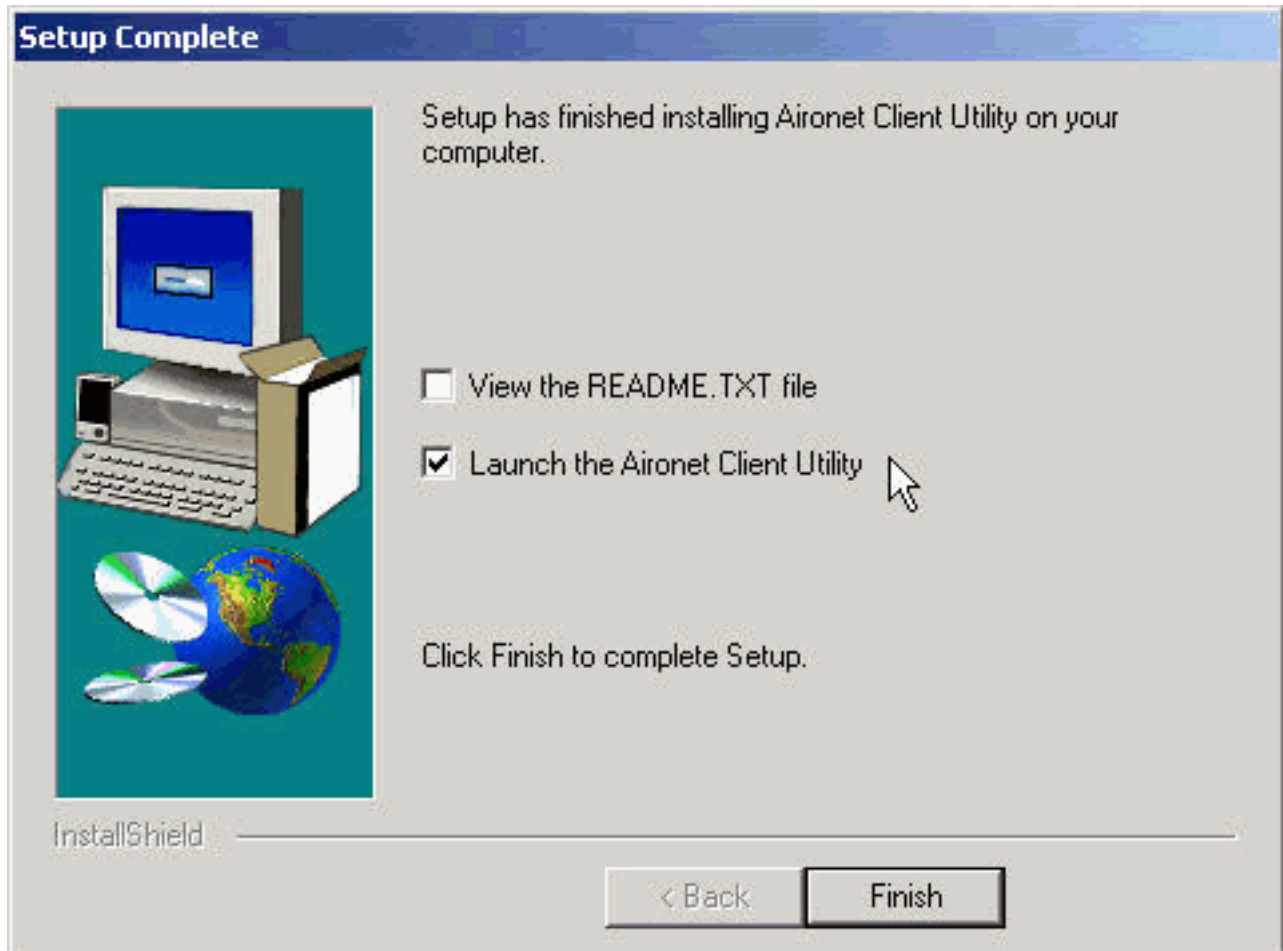 Setup Complete
Setup has finished installing Aironet Client Utility on your
computer.
View the README.TXT file
Launch the Aironet Client Utility
Click Finish to complete Setup.
InstallShield
< Back
Finish